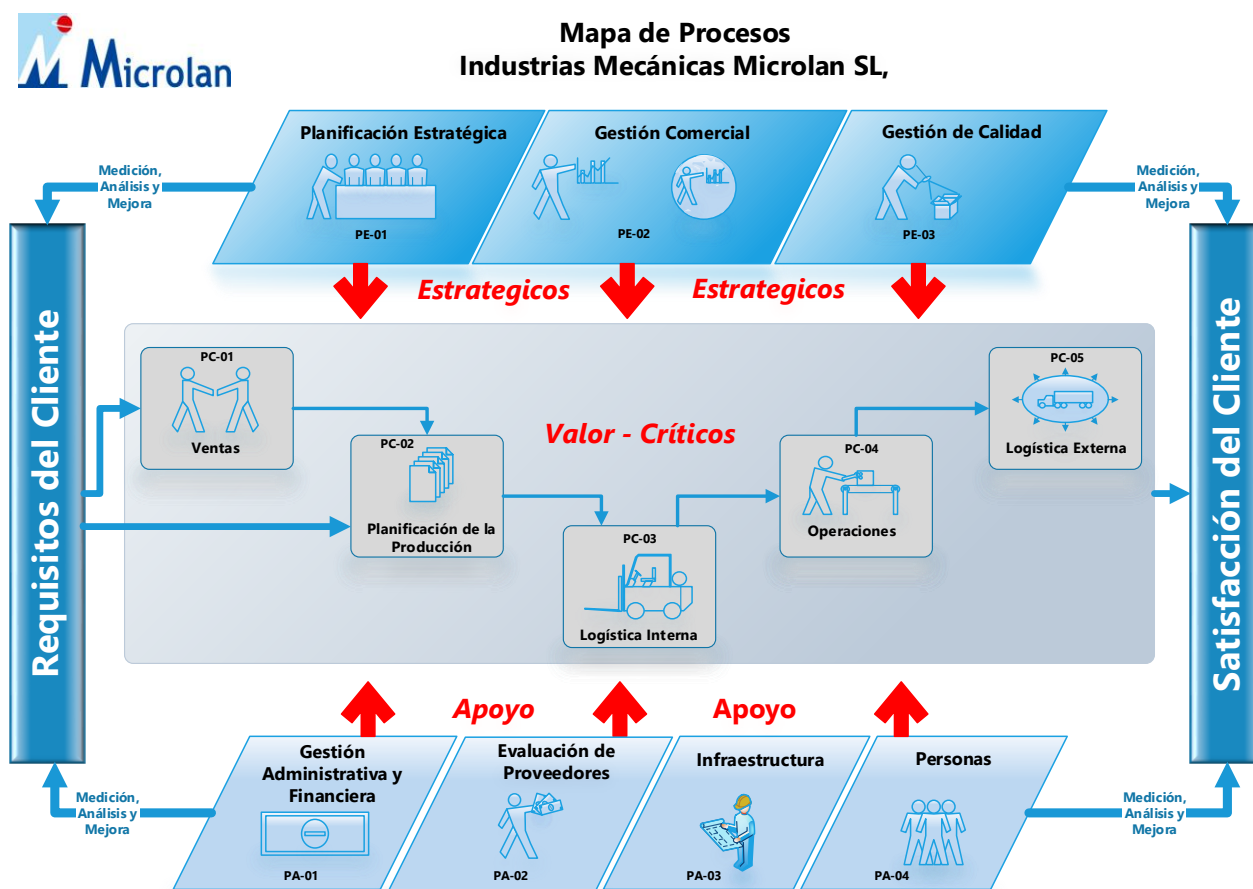 Microlan
Mapa de Procesos
Industrias Mecánicas Microlan SL,
Planificación Estratégica
PE-01
Gestión Comercial
PE-02
Gestión de Calidad
PE-03
Medición,
Análisis y
Mejora
Medición,
Análisis y
Mejora
Estrategicos
Estrategicos
Requisitos del Cliente
PC-01
Ventas
PC-02
Planificación de la
Producción
Valor - Críticos
PC-03
Logística Interna
PC-04
Operaciones
PC-05
Logística Externa
Satisfacción del Cliente
Apoyo
Apoyo
Gestión
Administrativa y
Financiera
PA-01
Evaluación de
Proveedores
PA-02
Infraestructura
PA-03
Personas
PA-04
Medición,
Análisis y
Mejora
Medición,
Análisis y
Mejora